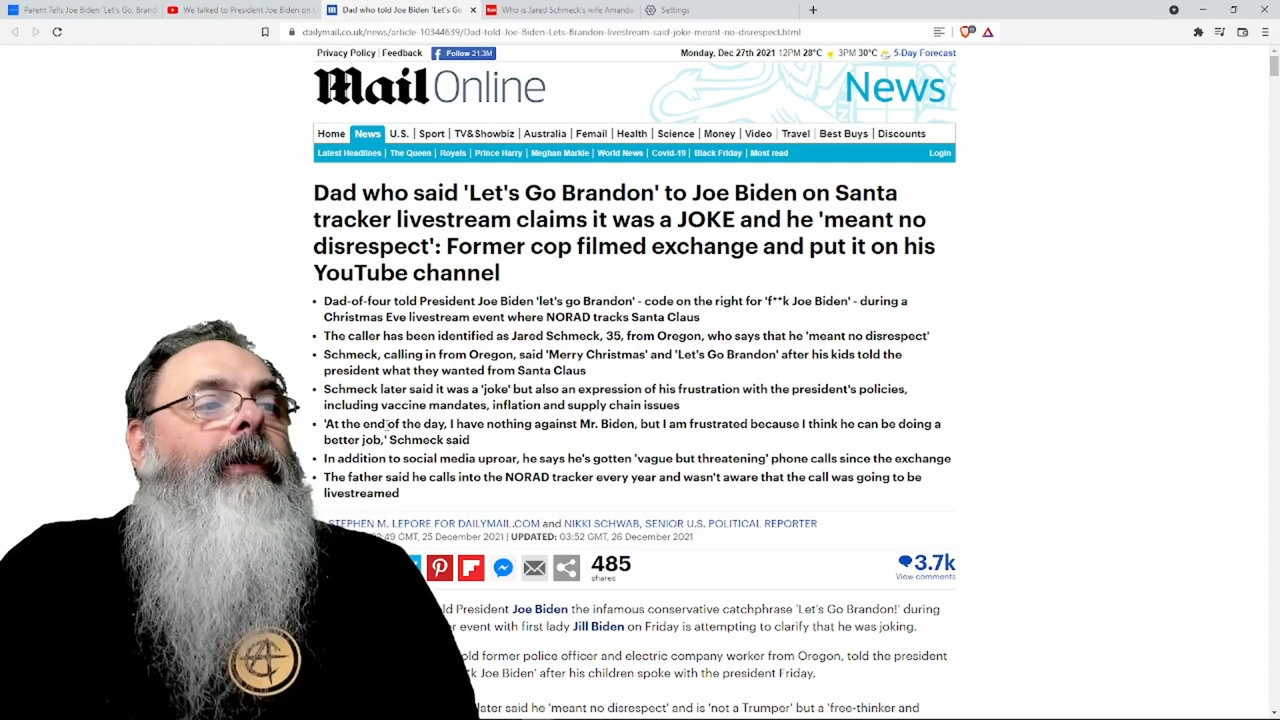 Parent Tells Joe Biden 'Let's Go, Brand
We talked to President Joe Biden on C
Dad who told Joe Biden 'Let's Go
Who is Jared Schmeck's wife Amanda
Settings
dailymail.co.uk/news/article-10344639/Dad-told-Joe-Biden-Lets-Brandon-livestream-said-joke-meant-no-disrespect.html
Privacy Policy Feedback Follow 21.3M Monday, Dec 27th 2021 12PM 28°C 3PM 30°C 5-Day Forecast
Mail Online News
Home News U.S. Sport TV&Showbiz Australia Femail Health Science Money Video Travel Best Buys Discounts
Latest Headlines The Queen Royals Prince Harry Meghan Markle World News Covid-19 Black Friday Most read Login
Dad who said 'Let's Go Brandon' to Joe Biden on Santa
tracker livestream claims it was a JOKE and he 'meant no
disrespect': Former cop filmed exchange and put it on his
YouTube channel
Dad-of-four told President Joe Biden 'let's go Brandon' - code on the right for 'f**k Joe Biden' - during a
Christmas Eve livestream event where NORAD tracks Santa Claus
The caller has been identified as Jared Schmeck, 35, from Oregon, who says that he 'meant no disrespect'
Schmeck, calling in from Oregon, said 'Merry Christmas' and 'Let's Go Brandon' after his kids told the
president what they wanted from Santa Claus
Schmeck later said it was a 'joke' but also an expression of his frustration with the president's policies,
including vaccine mandates, inflation and supply chain issues
'At the end of the day, I have nothing against Mr. Biden, but I am frustrated because I think he can be doing a
better job,' Schmeck said
In addition to social media uproar, he says he's gotten 'vague but threatening' phone calls since the exchange
The father said he calls into the NORAD tracker every year and wasn't aware that the call was going to be
livestreamed
STEPHEN M. LEPORE FOR DAILYMAIL.COM and NIKKI SCHWAB, SENIOR U.S. POLITICAL REPORTER
:49 GMT, 25 December 2021 | UPDATED: 03:52 GMT, 26 December 2021
485
shares
3.7k
View comments
ld President Joe Biden the infamous conservative catchphrase 'Let's Go Brandon!' during
er event with first lady Jill Biden on Friday is attempting to clarify that he was joking.
old former police officer and electric company worker from Oregon, told the president
k Joe Biden' after his children spoke with the president Friday.
later said he 'meant no disrespect' and is 'not a Trumper' but a 'free-thinker and